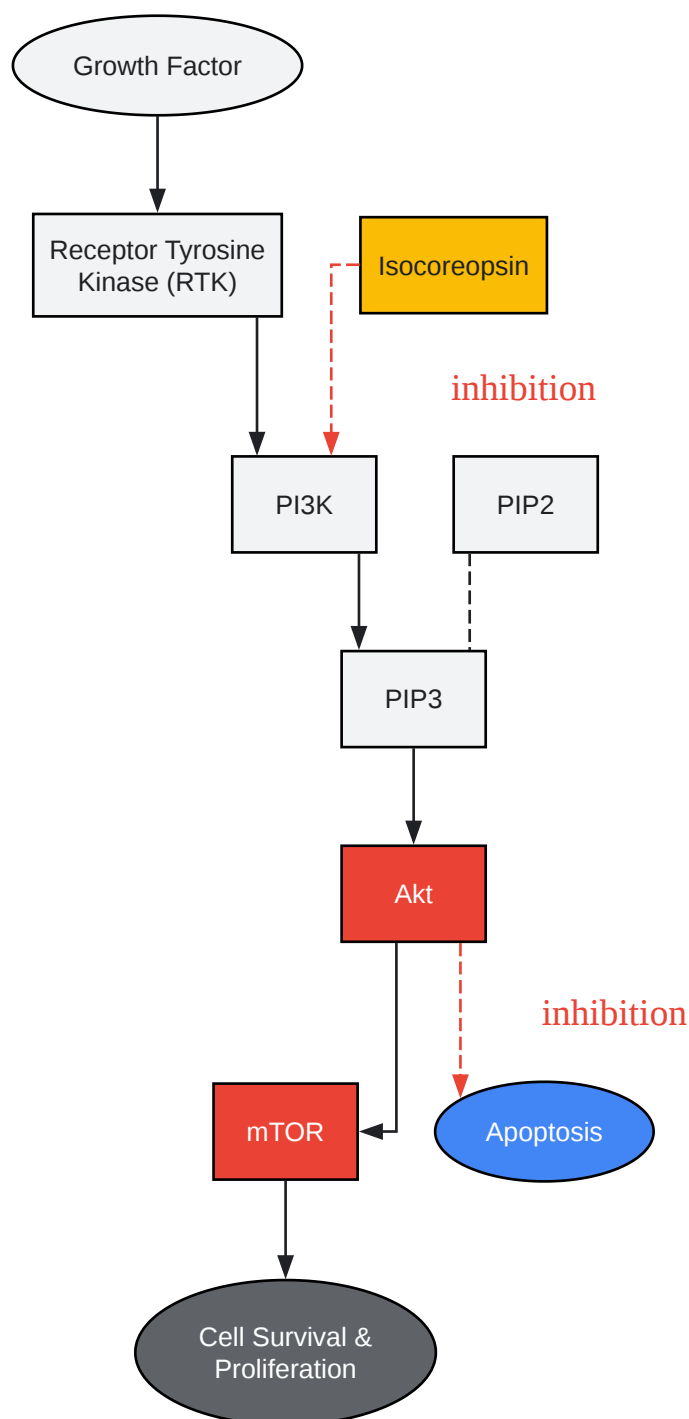 Growth Factor
Receptor Tyrosine
Kinase (RTK)
Isocoreopsin
inhibition
PI3K
PIP2
PIP3
Akt
inhibition
mTOR
Apoptosis
Cell Survival &
Proliferation